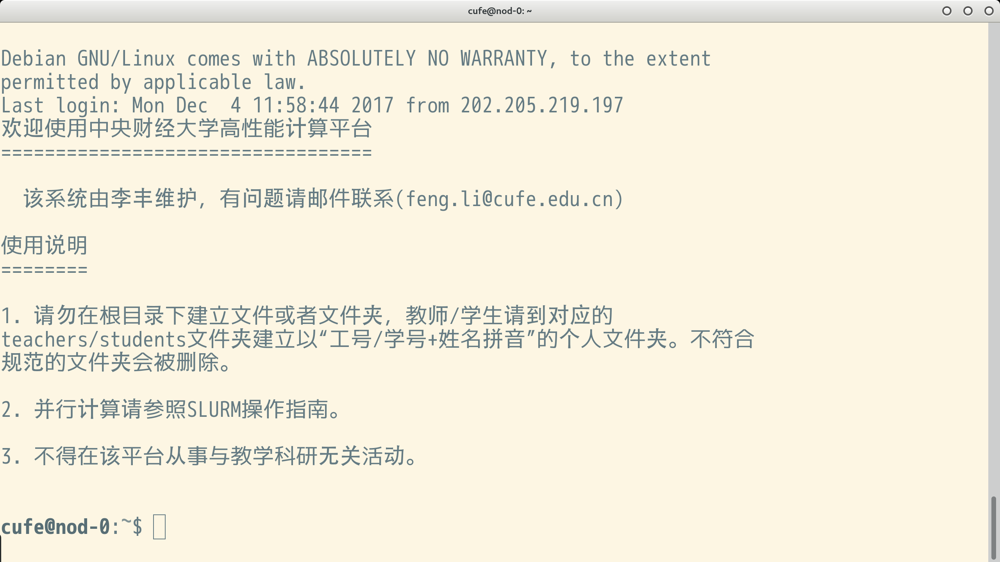 cufe@nod-0: ~
Debian GNU/Linux comes with ABSOLUTELY NO WARRANTY, to the extent
permitted by applicable law.
Last login: Mon Dec  4 11:58:44 2017 from 202.205.219.197
欢迎使用中央财经大学高性能计算平台
==================================
  该系统由李丰维护，有问题请邮件联系(feng.li@cufe.edu.cn)
使用说明
========
1. 请勿在根目录下建立文件或者文件夹，教师/学生请到对应的
teachers/students文件夹建立以“工号/学号+姓名拼音”的个人文件夹。不符合
规范的文件夹会被删除。
2. 并行计算请参照SLURM操作指南。
3. 不得在该平台从事与教学科研无关活动。
cufe@nod-0:~$